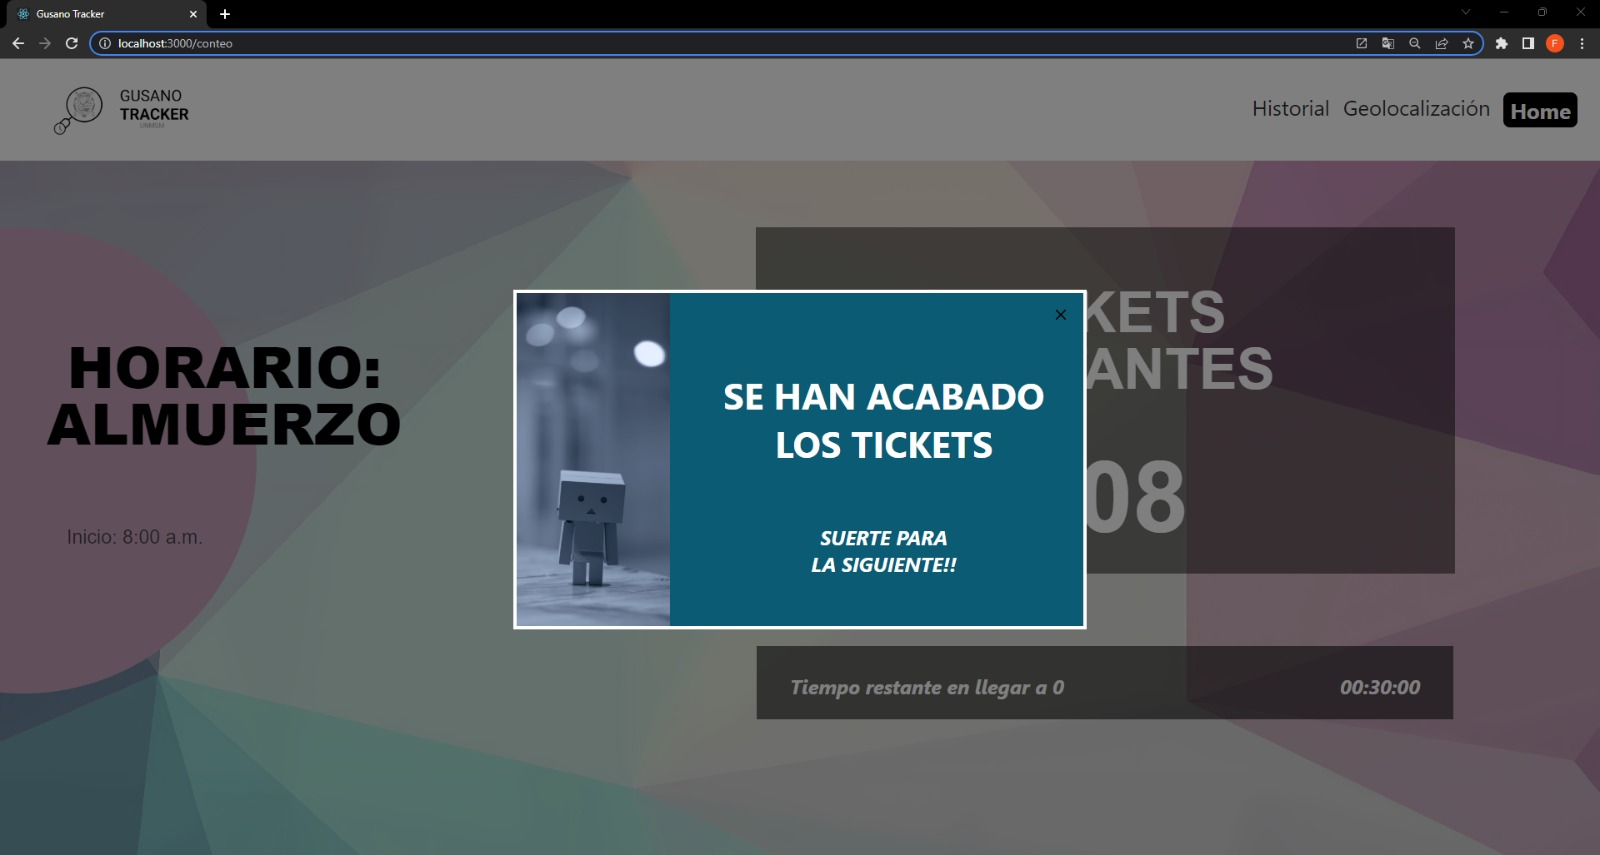 Gusano Tracker
localhost:3000/conteo
F
GUSANO
TRACKER
UNMSM
Historial
Geolocalización
Home
HORARIO:
ALMUERZO
Inicio: 8:00 a.m.
KETS
ANTES
08
SE HAN ACABADO
LOS TICKETS
SUERTE PARA
LA SIGUIENTE!!
Tiempo restante en llegar a 0
00:30:00